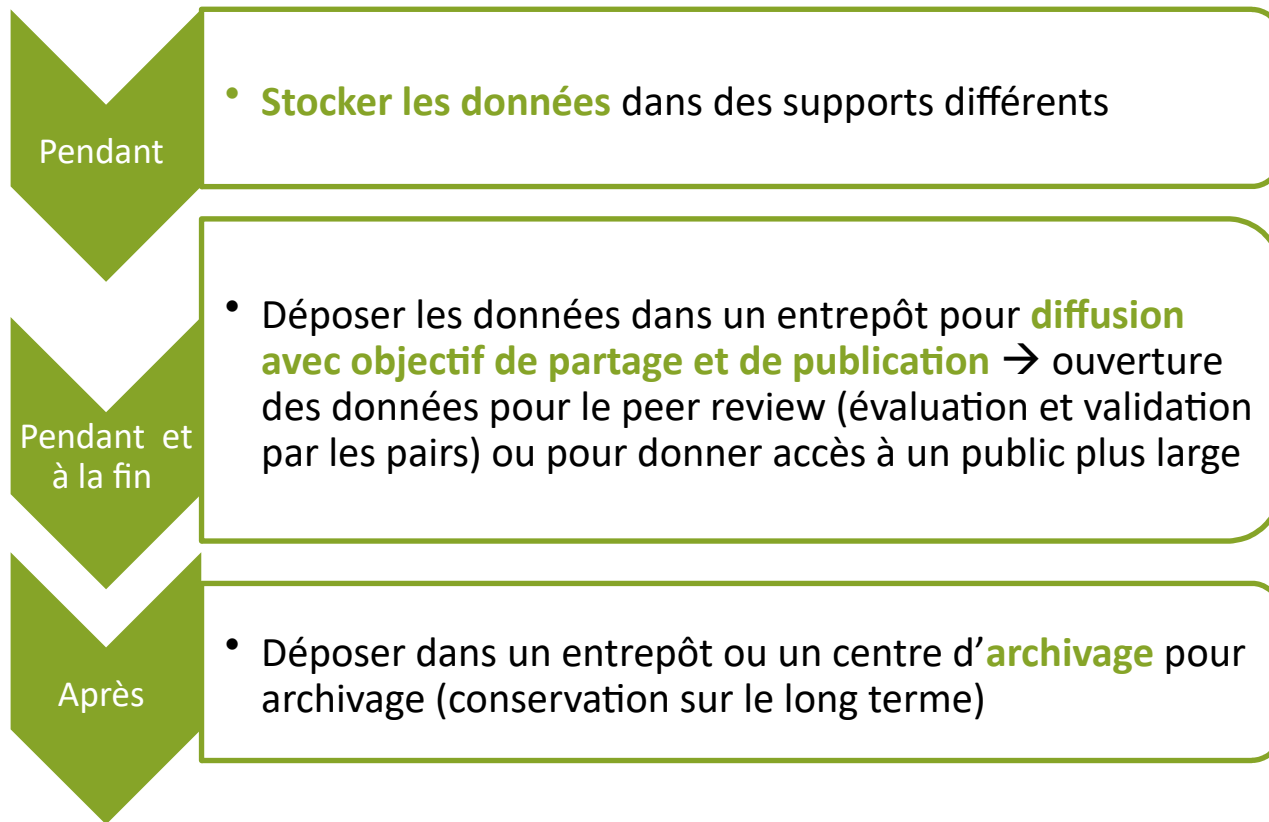 Pendant
• Stocker les données dans des supports différents
Pendant et
à la fin
• Déposer les données dans un entrepôt pour diffusion
avec objectif de partage et de publication → ouverture
des données pour le peer review (évaluation et validation
par les pairs) ou pour donner accès à un public plus large
Après
• Déposer dans un entrepôt ou un centre d’archivage pour
archivage (conservation sur le long terme)